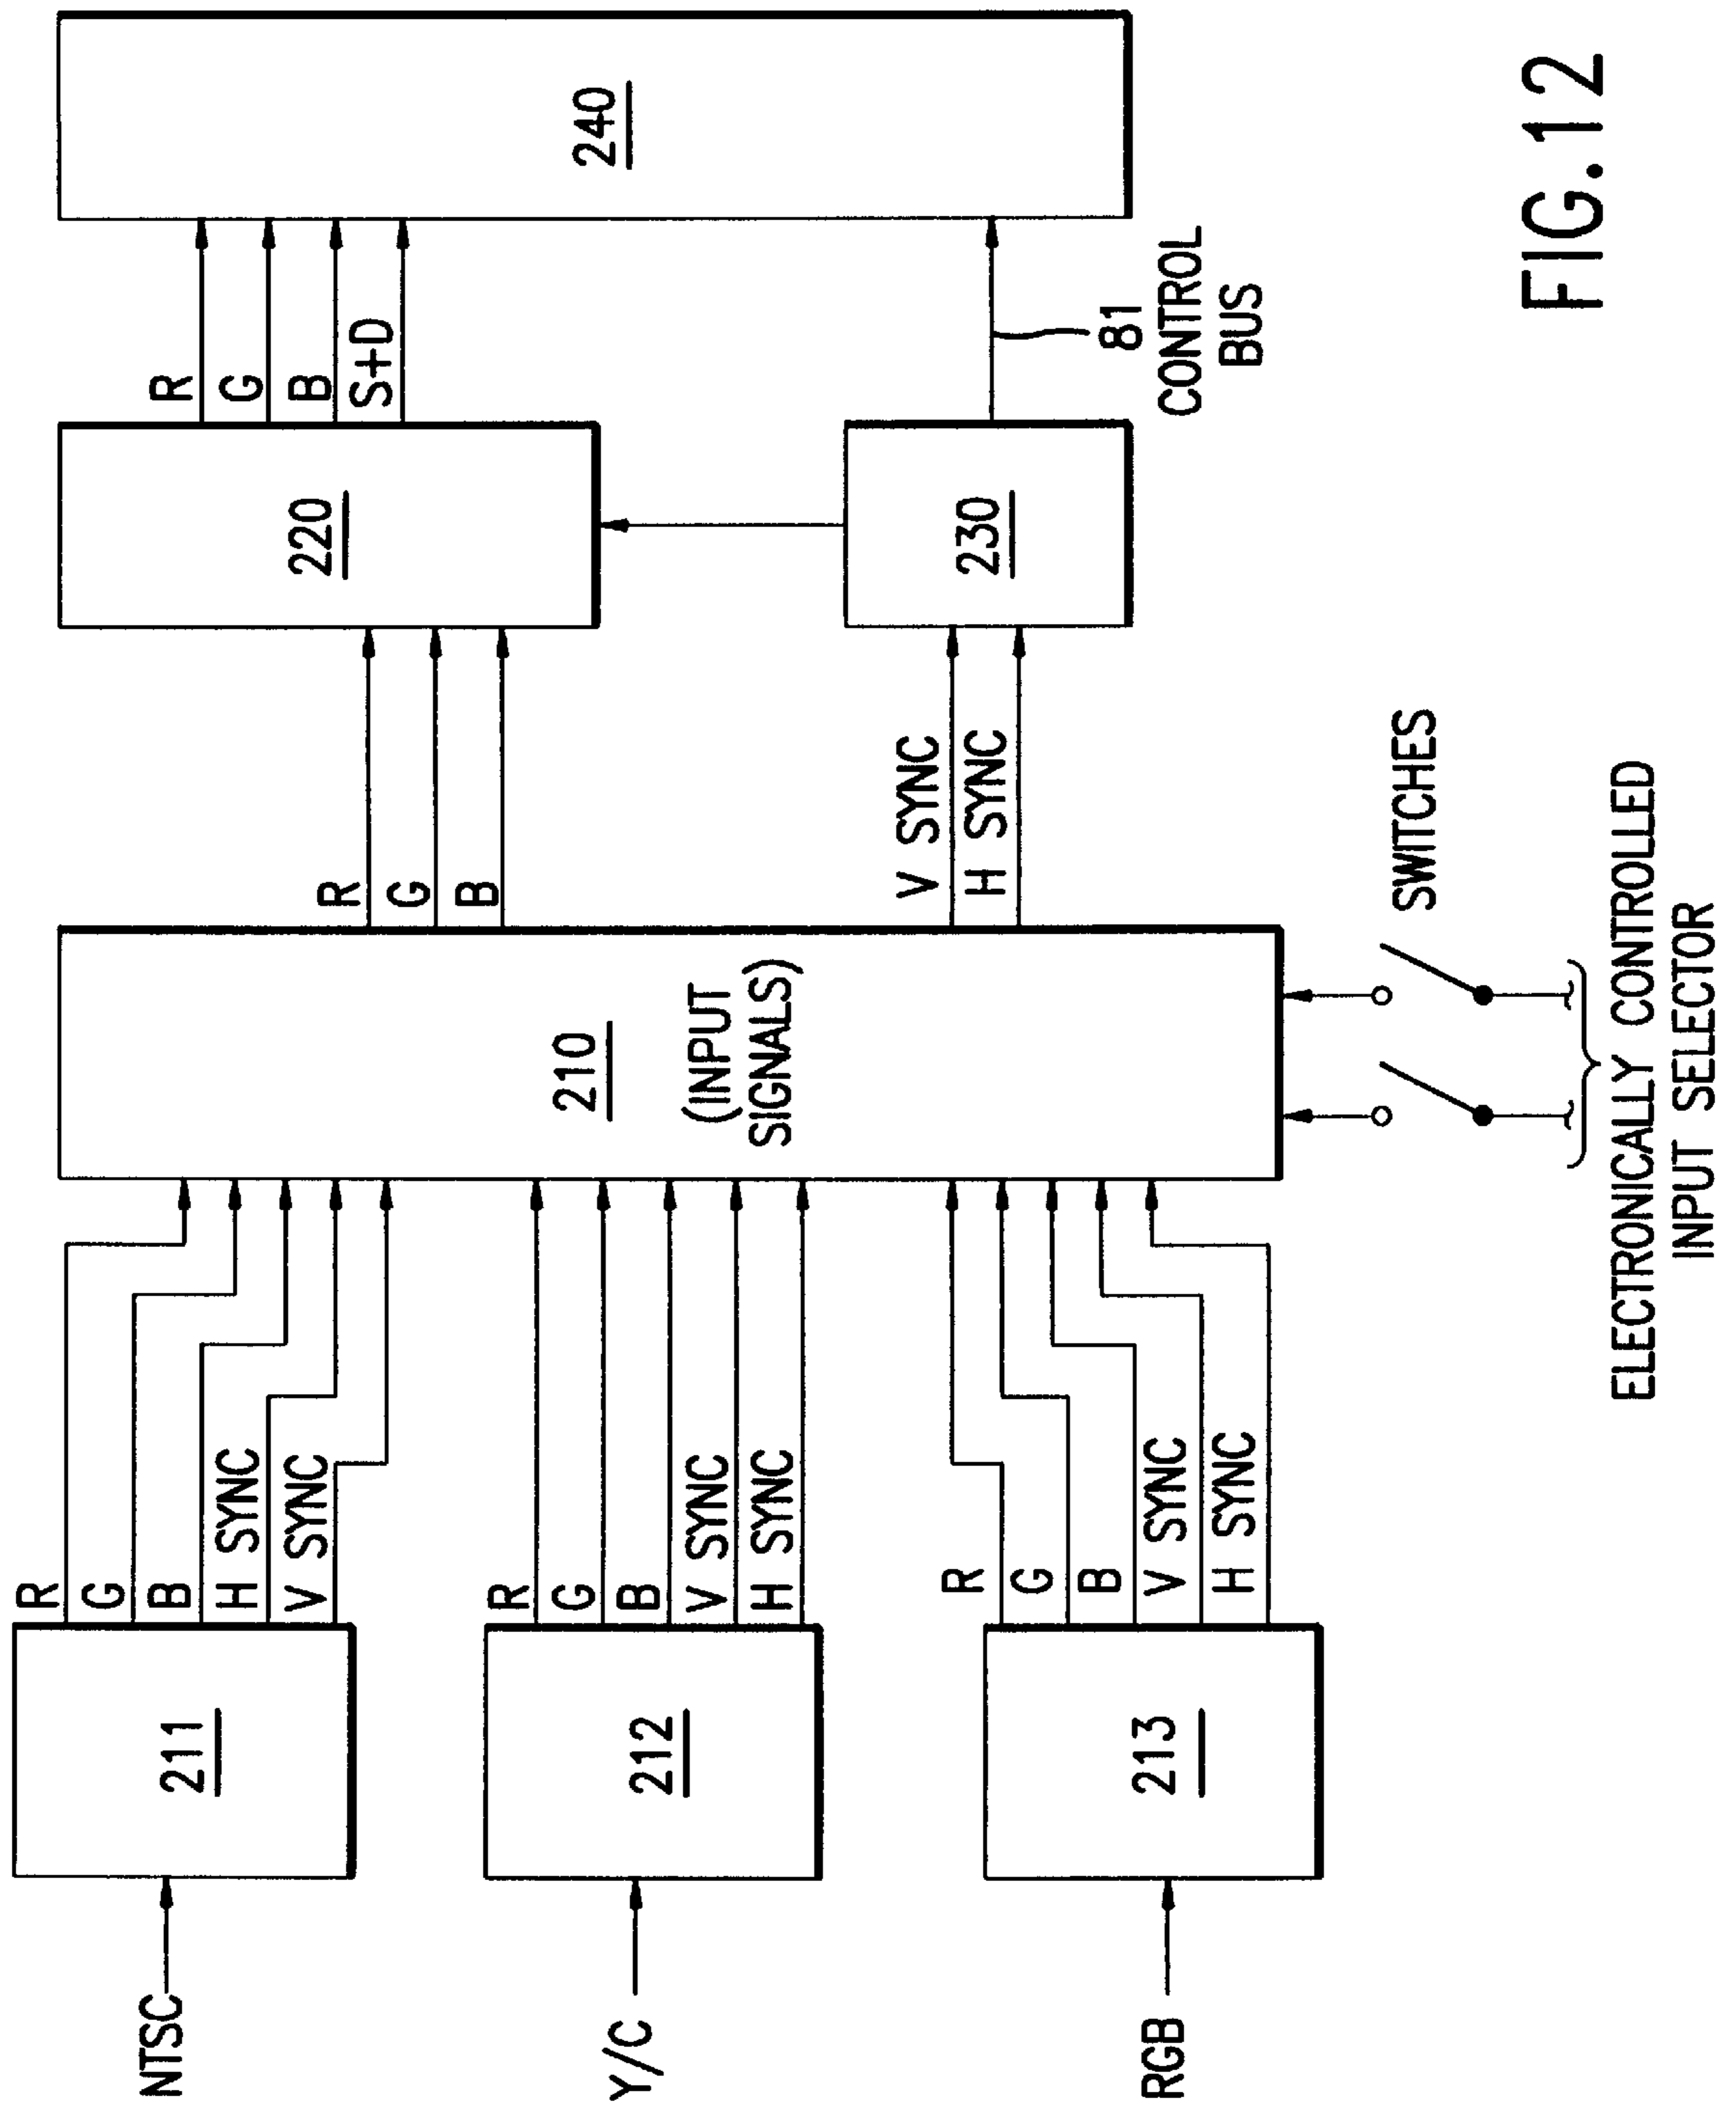 NTSC
211
R
G
B
H SYNC
V SYNC
Y/C
212
R
G
B
V SYNC
H SYNC
RGB
213
R
G
B
V SYNC
H SYNC
210
(INPUT
SIGNALS)
SWITCHES
ELECTRONICALLY CONTROLLED
INPUT SELECTOR
R
G
B
V SYNC
H SYNC
220
230
R
G
B
S+D
81
CONTROL
BUS
240
FIG.12